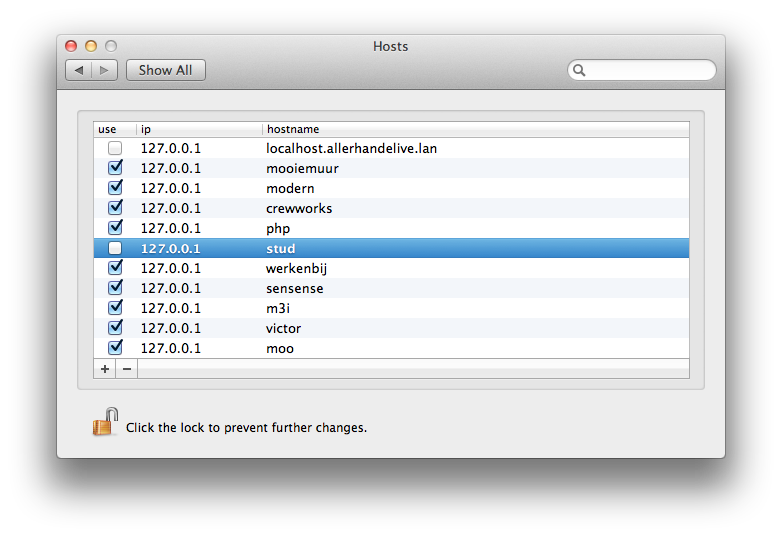 Hosts
Show All
use ip hostname
127.0.0.1 localhost.allerhandelive.lan
127.0.0.1 mooiemuur
127.0.0.1 modern
127.0.0.1 crewworks
127.0.0.1 php
127.0.0.1 stud
127.0.0.1 werkenbij
127.0.0.1 sensense
127.0.0.1 m3i
127.0.0.1 victor
127.0.0.1 moo
+ −
Click the lock to prevent further changes.